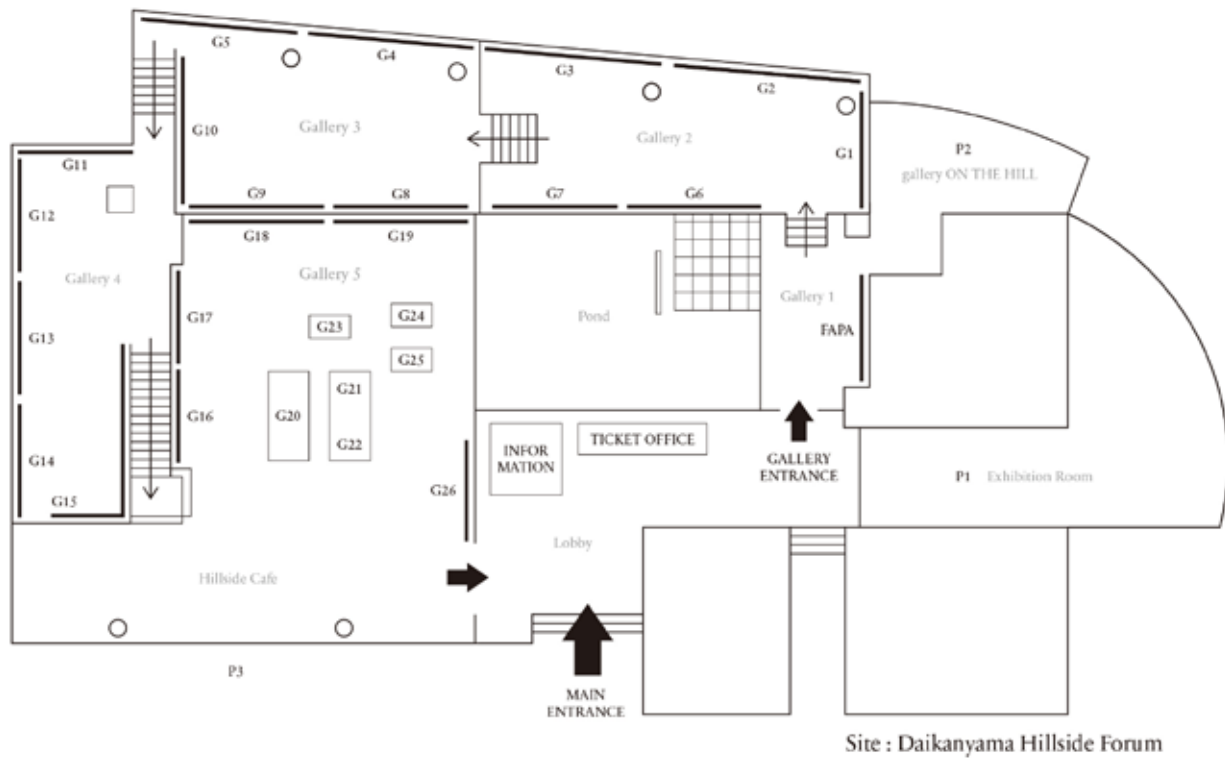 G5
G4
G3
G2
G10
Gallery 3
Gallery 2
G1
P2
gallery ON THE HILL
G11
G12
G9
G8
G7
G6
G18
G19
Gallery 4
Gallery 5
Gallery 1
G17
G23
G24
Pond
G13
G25
FAPA
G16
G20
G21
G22
G14
G15
G26
INFOR
MATION
TICKET OFFICE
GALLERY
ENTRANCE
P1 Exhibition Room
Lobby
Hillside Cafe
P3
MAIN
ENTRANCE
Site : Daikanyama Hillside Forum